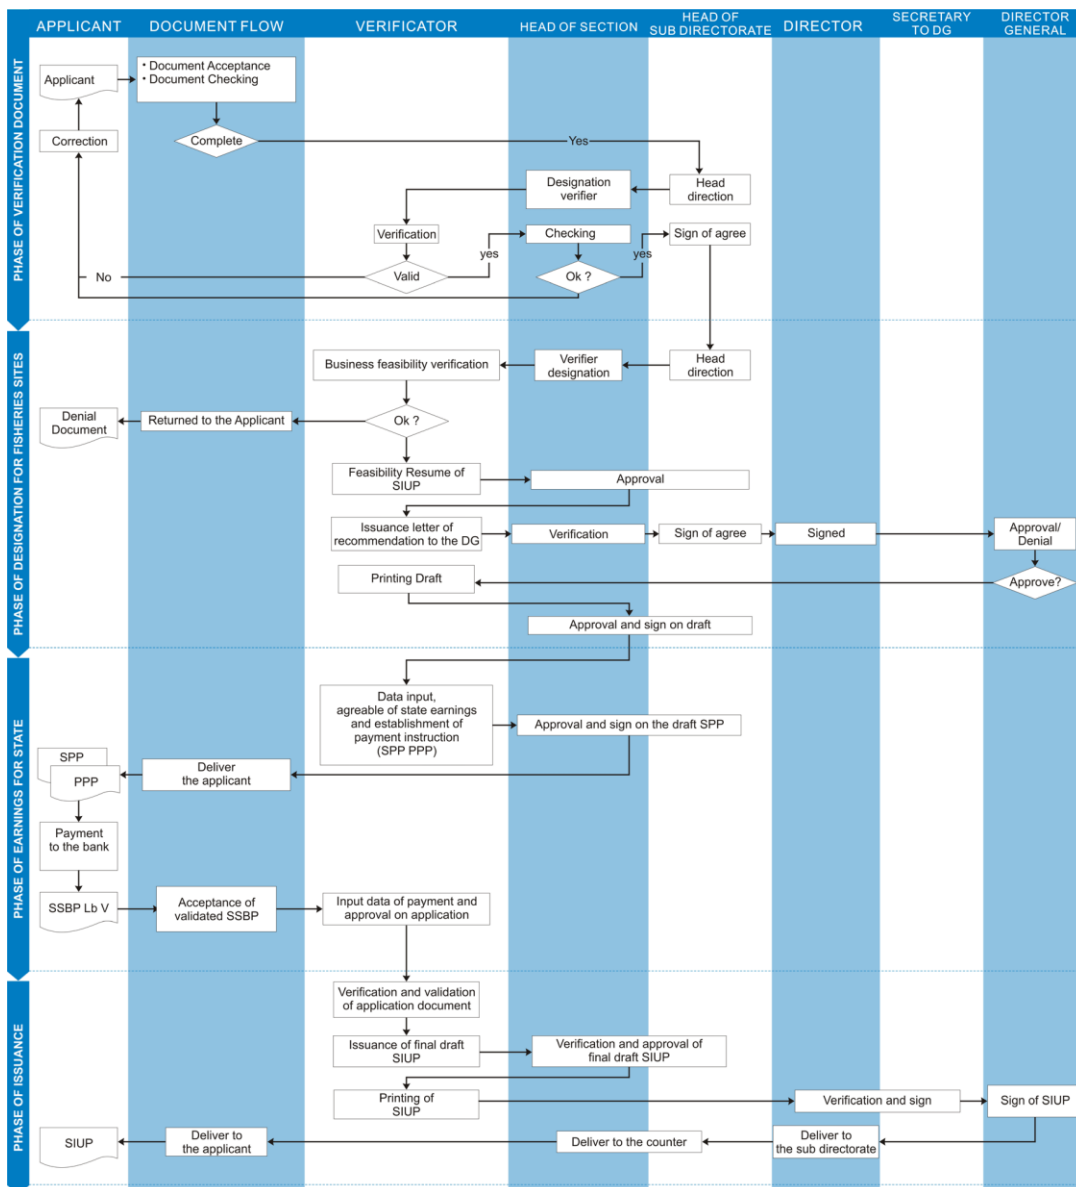 APPLICANT
DOCUMENT FLOW
VERIFICATOR
HEAD OF SECTION
HEAD OF
SUB DIRECTORATE
DIRECTOR
SECRETARY
TO DG
DIRECTOR
GENERAL
PHASE OF VERIFICATION DOCUMENT
Applicant
• Document Acceptance
• Document Checking
Correction
Complete
Yes
Designation
verifier
Head
direction
Verification
Checking
Sign of agree
yes
yes
No
Valid
Ok ?
PHASE OF DESIGNATION FOR FISHERIES SITES
Business feasibility verification
Verifier
designation
Head
direction
Denial
Document
Returned to the Applicant
Ok ?
Feasibility Resume of
SIUP
Approval
Issuance letter of
recommendation to the DG
Verification
Sign of agree
Signed
Approval/
Denial
Printing Draft
Approve?
Approval and sign on draft
PHASE OF EARNINGS FOR STATE
Data input,
agreable of state earnings
and establishment of
payment instruction
(SPP PPP)
Approval and sign on the draft SPP
SPP
PPP
Deliver
the applicant
Payment
to the bank
SSBP Lb V
Acceptance of
validated SSBP
Input data of payment and
approval on application
PHASE OF ISSUANCE
Verification and validation
of application document
Issuance of final draft
SIUP
Verification and approval of
final draft SIUP
Printing of
SIUP
Verification and sign
Sign of SIUP
SIUP
Deliver to
the applicant
Deliver to the counter
Deliver to
the sub directorate